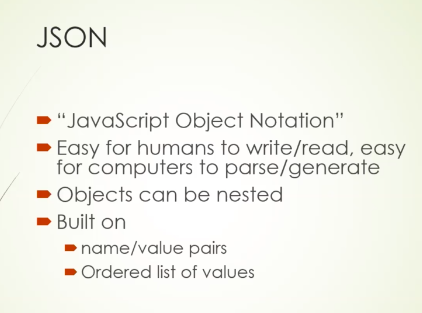 JSON
“JavaScript Object Notation”
Easy for humans to write/read, easy
for computers to parse/generate
Objects can be nested
Built on
name/value pairs
Ordered list of values